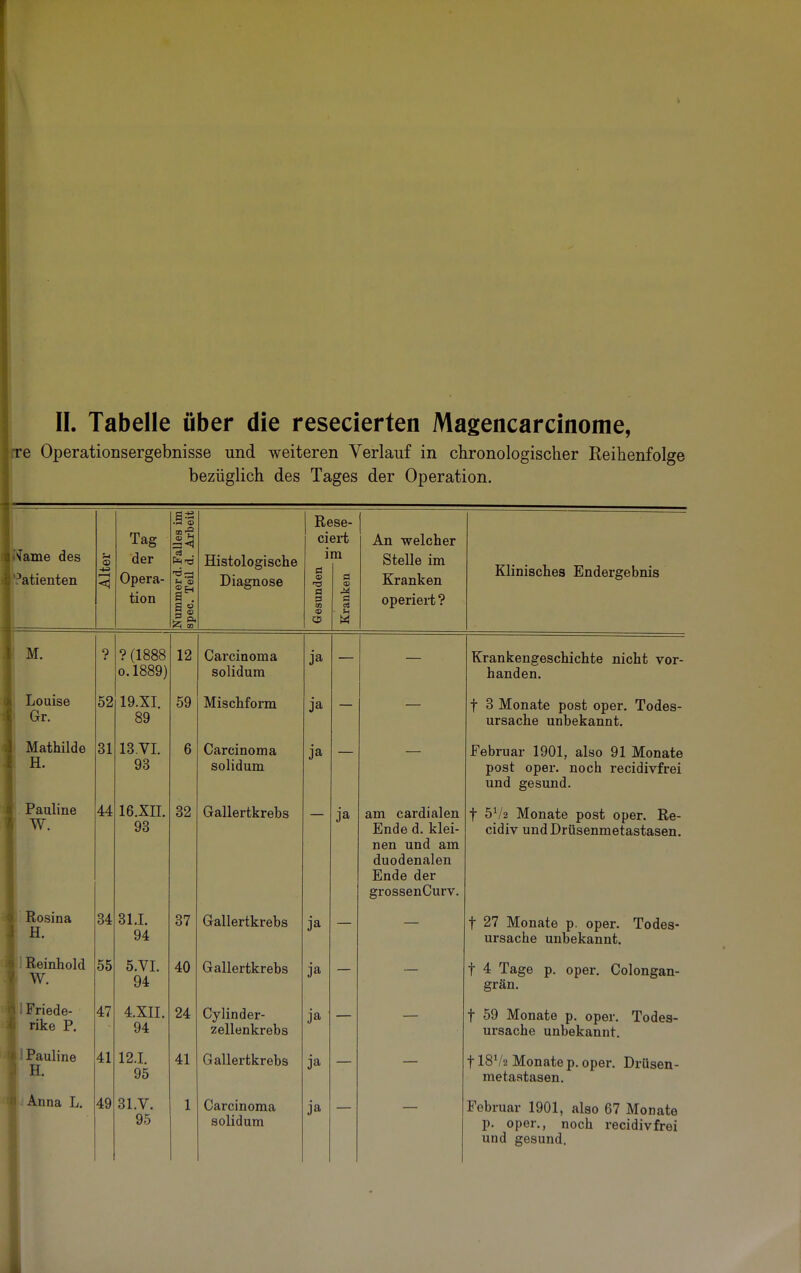 II. Tabelle über die resecierten Magencarcinome,
re Operationsergebnisse und weiteren Verlauf in chronologischer Reihenfolge
bezüglich des Tages der Operation.
Name des
Patienten
Alter
Tag
der
Opera-
tion
Nummer d. Falles im
spec. Teil d. Arbeit
Histologische
Diagnose
Rese-
ciert
im
Gesunden
Kranken
An welcher
Stelle im
Kranken
operiert?
Klinisches Endergebnis
M. ? ? (1888 12 Carcinoma ja — — Krankengeschichte nicht vor-
o. 1889) solidum handen.
Louise 52 19.XI. 59 Mischform ja — — † 3 Monate post oper. Todes-
Gr. 89 ursache unbekannt.
Mathilde 31 13.VI. 6 Carcinoma ja — — Februar 1901, also 91 Monate
H. 93 solidum post oper. noch recidivfrei
und gesund.
Pauline 44 16.XII. 32 Gallertkrebs — ja am cardialen † 5½ Monate post oper. Re-
W. 93 Ende d. klei- cidiv und Drüsenmetastasen.
nen und am
duodenalen
Ende der
grossenCurv.
Rosina 34 31.I. 37 Gallertkrebs ja — — † 27 Monate p. oper. Todes-
H. 94 ursache unbekannt.
Reinhold 55 5.VI. 40 Gallertkrebs ja — — † 4 Tage p. oper. Colongan-
W. 94 grän.
Friede- 47 4.XII. 24 Cylinder- ja — — † 59 Monate p. oper. Todes-
rike P. 94 zellenkrebs ursache unbekannt.
Pauline 41 12.I. 41 Gallertkrebs ja — — † 18½ Monate p. oper. Drüsen-
H. 95 metastasen.
Anna L. 49 31.V. 1 Carcinoma ja — — Februar 1901, also 67 Monate
95 solidum p. oper., noch recidivfrei
und gesund.